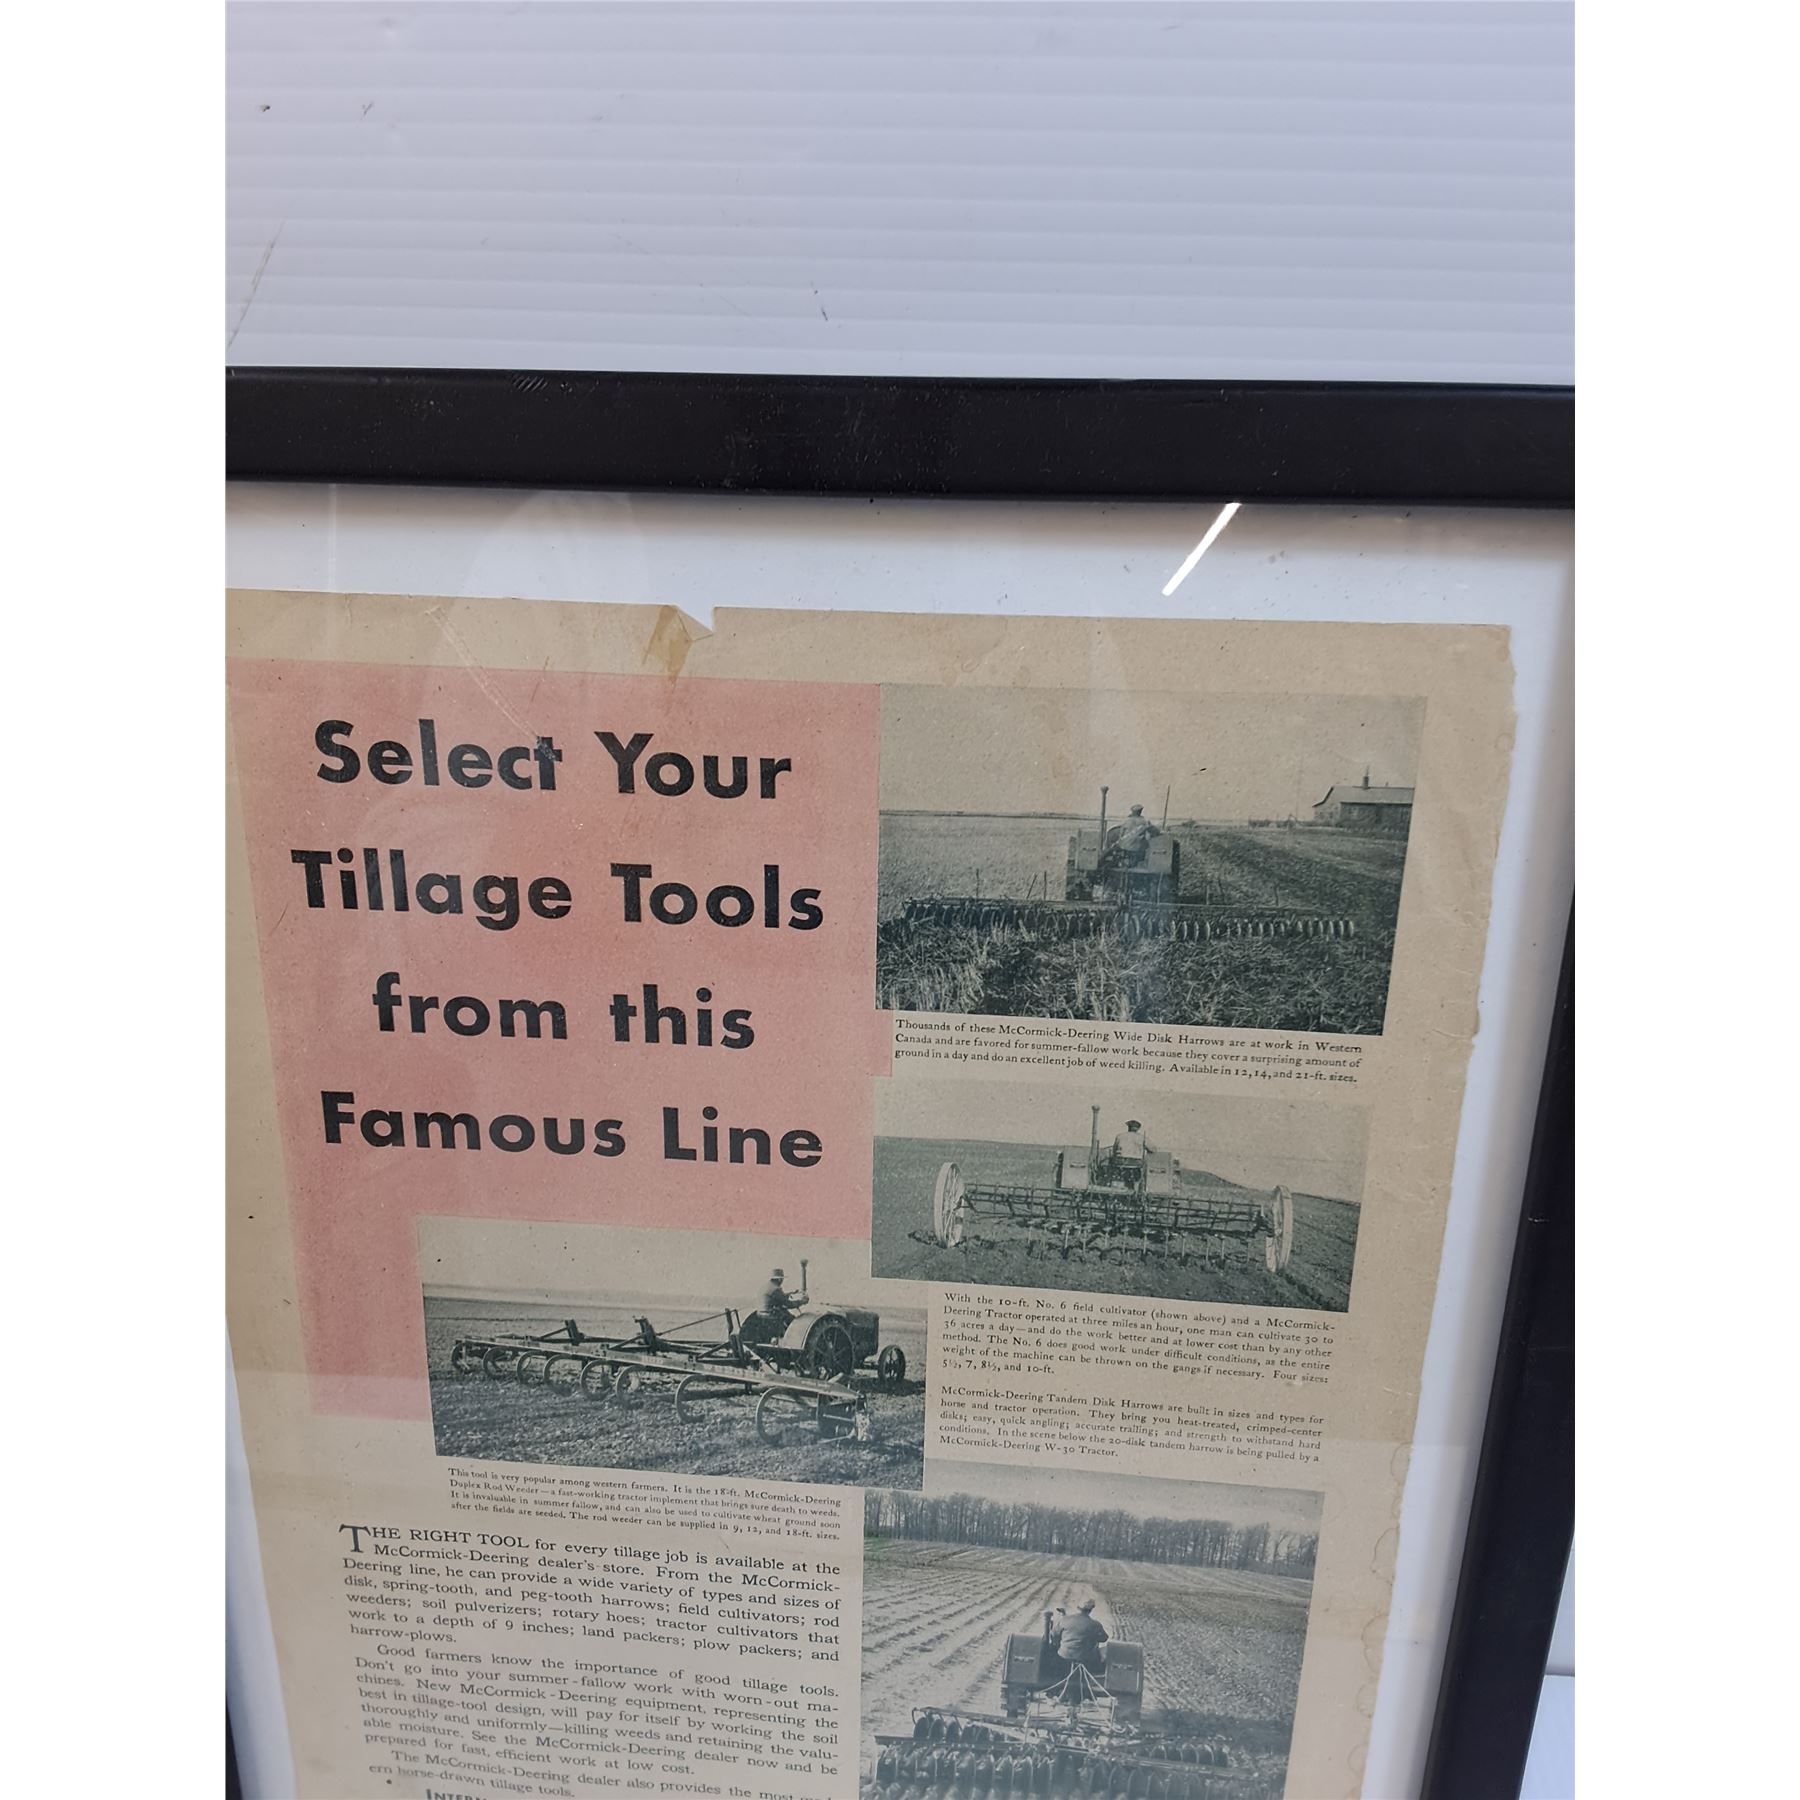 Select Your
Tillage Tools
from this
Famous Line
Thousands of these McCormick-Deering Wide Disk Harrows are at work in Western
Canada and are favored for summer-fallow work because they cover a surprising amount of
ground in a day and do an excellent job of weed killing. Available in 12, 14, and 21-ft. sizes.
With the 10-ft. No. 6 field cultivator (shown above) and a McCormick-
Deering Tractor operated at three miles an hour, one man can cultivate 30 to
36 acres a day—and do the work better and at lower cost than by any other
method. The No. 6 does good work under difficult conditions, as the entire
weight of the machine can be thrown on the gangs if necessary. Four sizes:
5½, 7, 8½, and 10-ft.
McCormick-Deering Tandem Disk Harrows are built in sizes and types for
horse and tractor operation. They bring you heat-treated, crimped-center
disks; easy, quick angling; accurate trailing; and strength to withstand hard
conditions. In the scene below the 20-disk tandem harrow is being pulled by a
McCormick-Deering W-30 Tractor.
This tool is very popular among western farmers. It is the 18-ft. McCormick-Deering
Duplex Rod Weeder—a fast-working tractor implement that brings sure death to weeds.
It is invaluable in summer fallow, and can also be used to cultivate wheat ground soon
after the fields are seeded. The rod weeder can be supplied in 9, 12, and 18-ft. sizes.
THE RIGHT TOOL for every tillage job is available at the
McCormick-Deering dealer's store. From the McCormick-
Deering line, he can provide a wide variety of types and sizes of
disk, spring-tooth, and peg-tooth harrows; field cultivators; rod
weeders; soil pulverizers; rotary hoes; tractor cultivators that
work to a depth of 9 inches; land packers; plow packers; and
harrow-plows.
Good farmers know the importance of good tillage tools.
Don't go into your summer-fallow work with worn-out ma-
chines. New McCormick-Deering equipment, representing the
best in tillage-tool design, will pay for itself by working the soil
thoroughly and uniformly—killing weeds and retaining the valu-
able moisture. See the McCormick-Deering dealer now and be
prepared for fast, efficient work at low cost.
The McCormick-Deering dealer also provides the most
ern horse-drawn tillage tools.